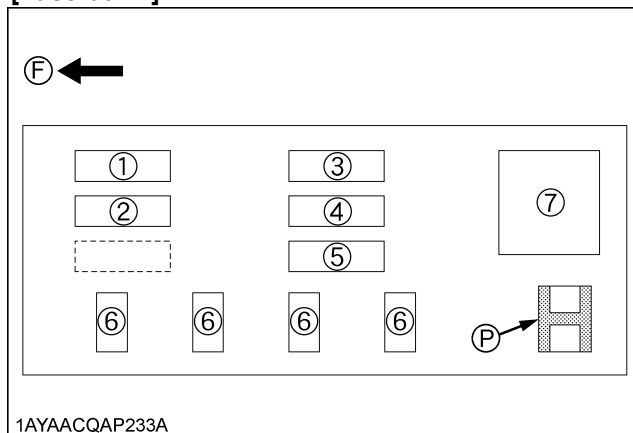 F
① ③
② ④ ⑦
⑤
⑥ ⑥ ⑥ ⑥ P
1AYAACQAP233A